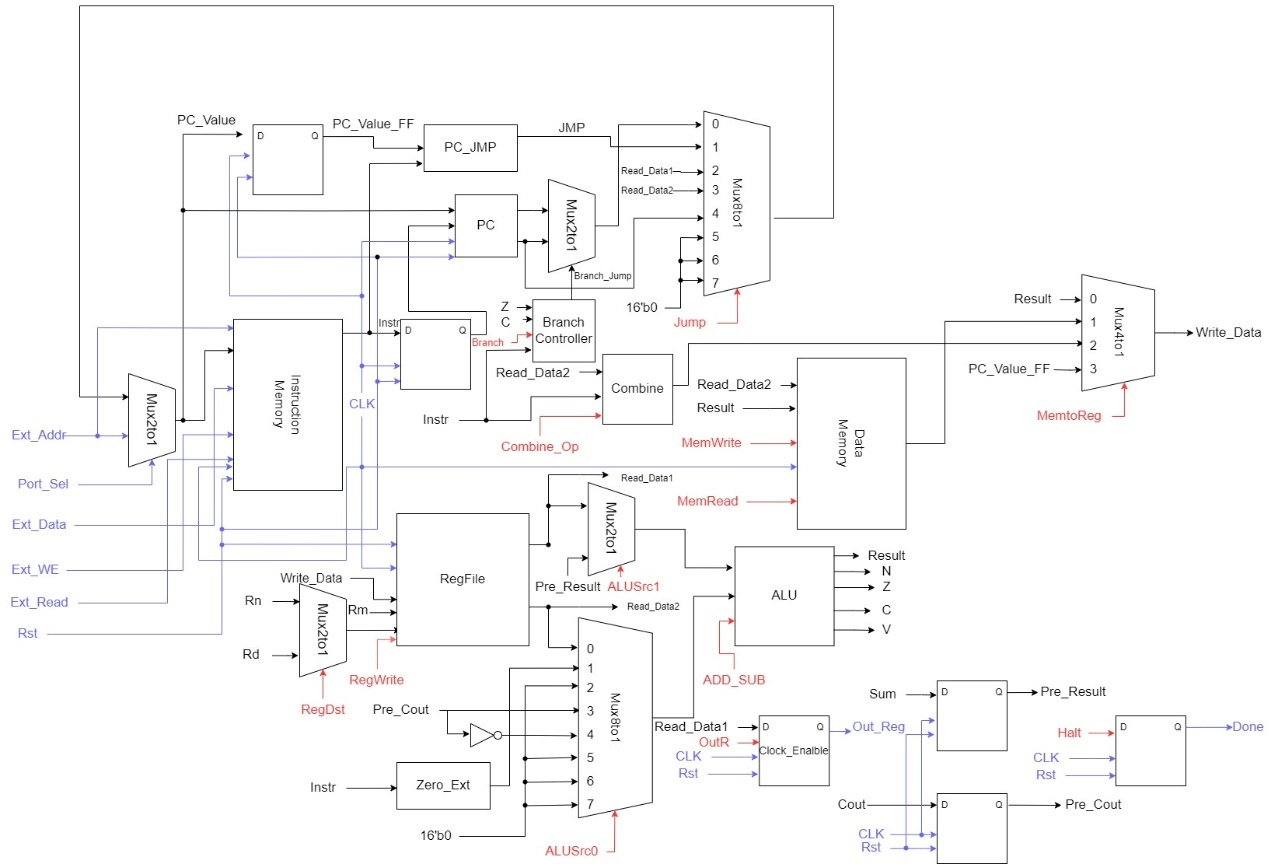 PC_Value
D
Q
PC_Value_FF
PC_JMP
JMP
0
1
Read_Data1
2
Read_Data2
3
4
5
6
7
Mux8to1
16'b0
Jump
PC
Mux2to1
Branch_Jump
Z
C
Branch
Branch
Controller
Instr
D
Q
Instruction
Memory
CLK
Read_Data2
Instr
Combine
Combine_Op
Mux2to1
Ext_Addr
Port_Sel
Ext_Data
Ext_WE
Ext_Read
Rst
Read_Data2
Result
MemWrite
MemRead
Data
Memory
Result
0
1
2
PC_Value_FF
3
Mux4to1
Write_Data
MemtoReg
RegFile
Write_Data
Rn
Rm
Rd
Mux2to1
RegDst
RegWrite
Read_Data1
Mux2to1
Pre_Result
ALUSrc1
Read_Data2
ALU
Result
N
Z
C
V
ADD_SUB
0
1
2
Pre_Cout
3
4
5
6
7
Mux8to1
Instr
Zero_Ext
16'b0
ALUSrc0
Read_Data1
D
Q
Out_Reg
OutR
Clock_Enalble
CLK
Rst
Sum
D
Q
Pre_Result
Halt
D
Q
Done
CLK
Rst
Cout
D
Q
Pre_Cout
CLK
Rst